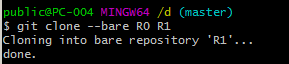 public@PC-004 MINGW64 /d (master)
$ git clone --bare R0 R1
Cloning into bare repository 'R1'...
done.